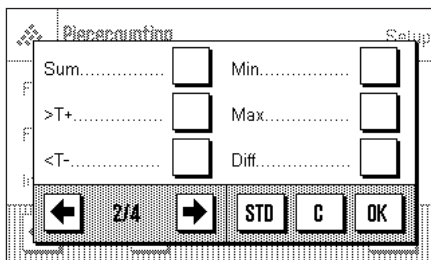 Piececounting Setup
Sum................ Min................
>T+................ Max................
<T-................ Diff................
2/4 STD C OK